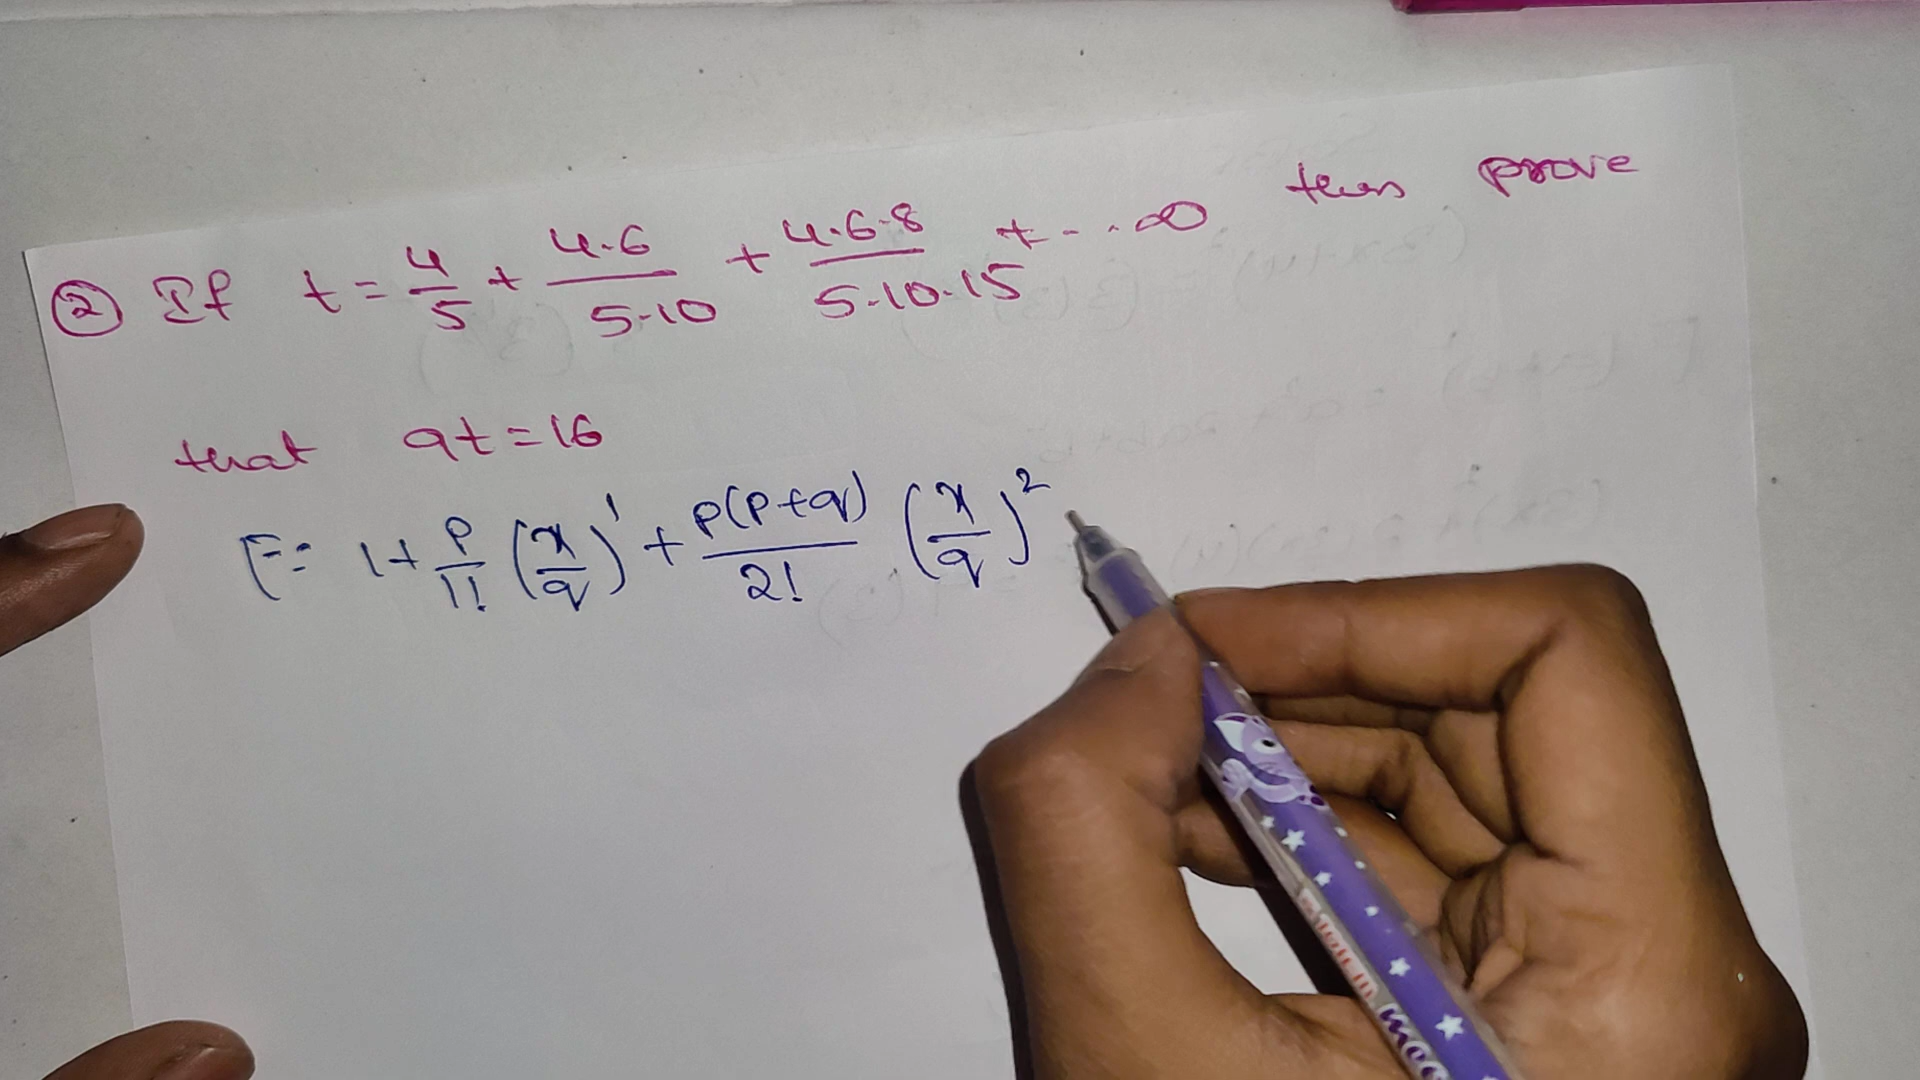 ② If t = 4/5 + 4·6/5·10 + 4·6·8/5·10·15 + - - . ∞ then prove
that 9t = 16
F = 1 + p/1! (x/q)¹ + p(p+q)/2! (x/q)²